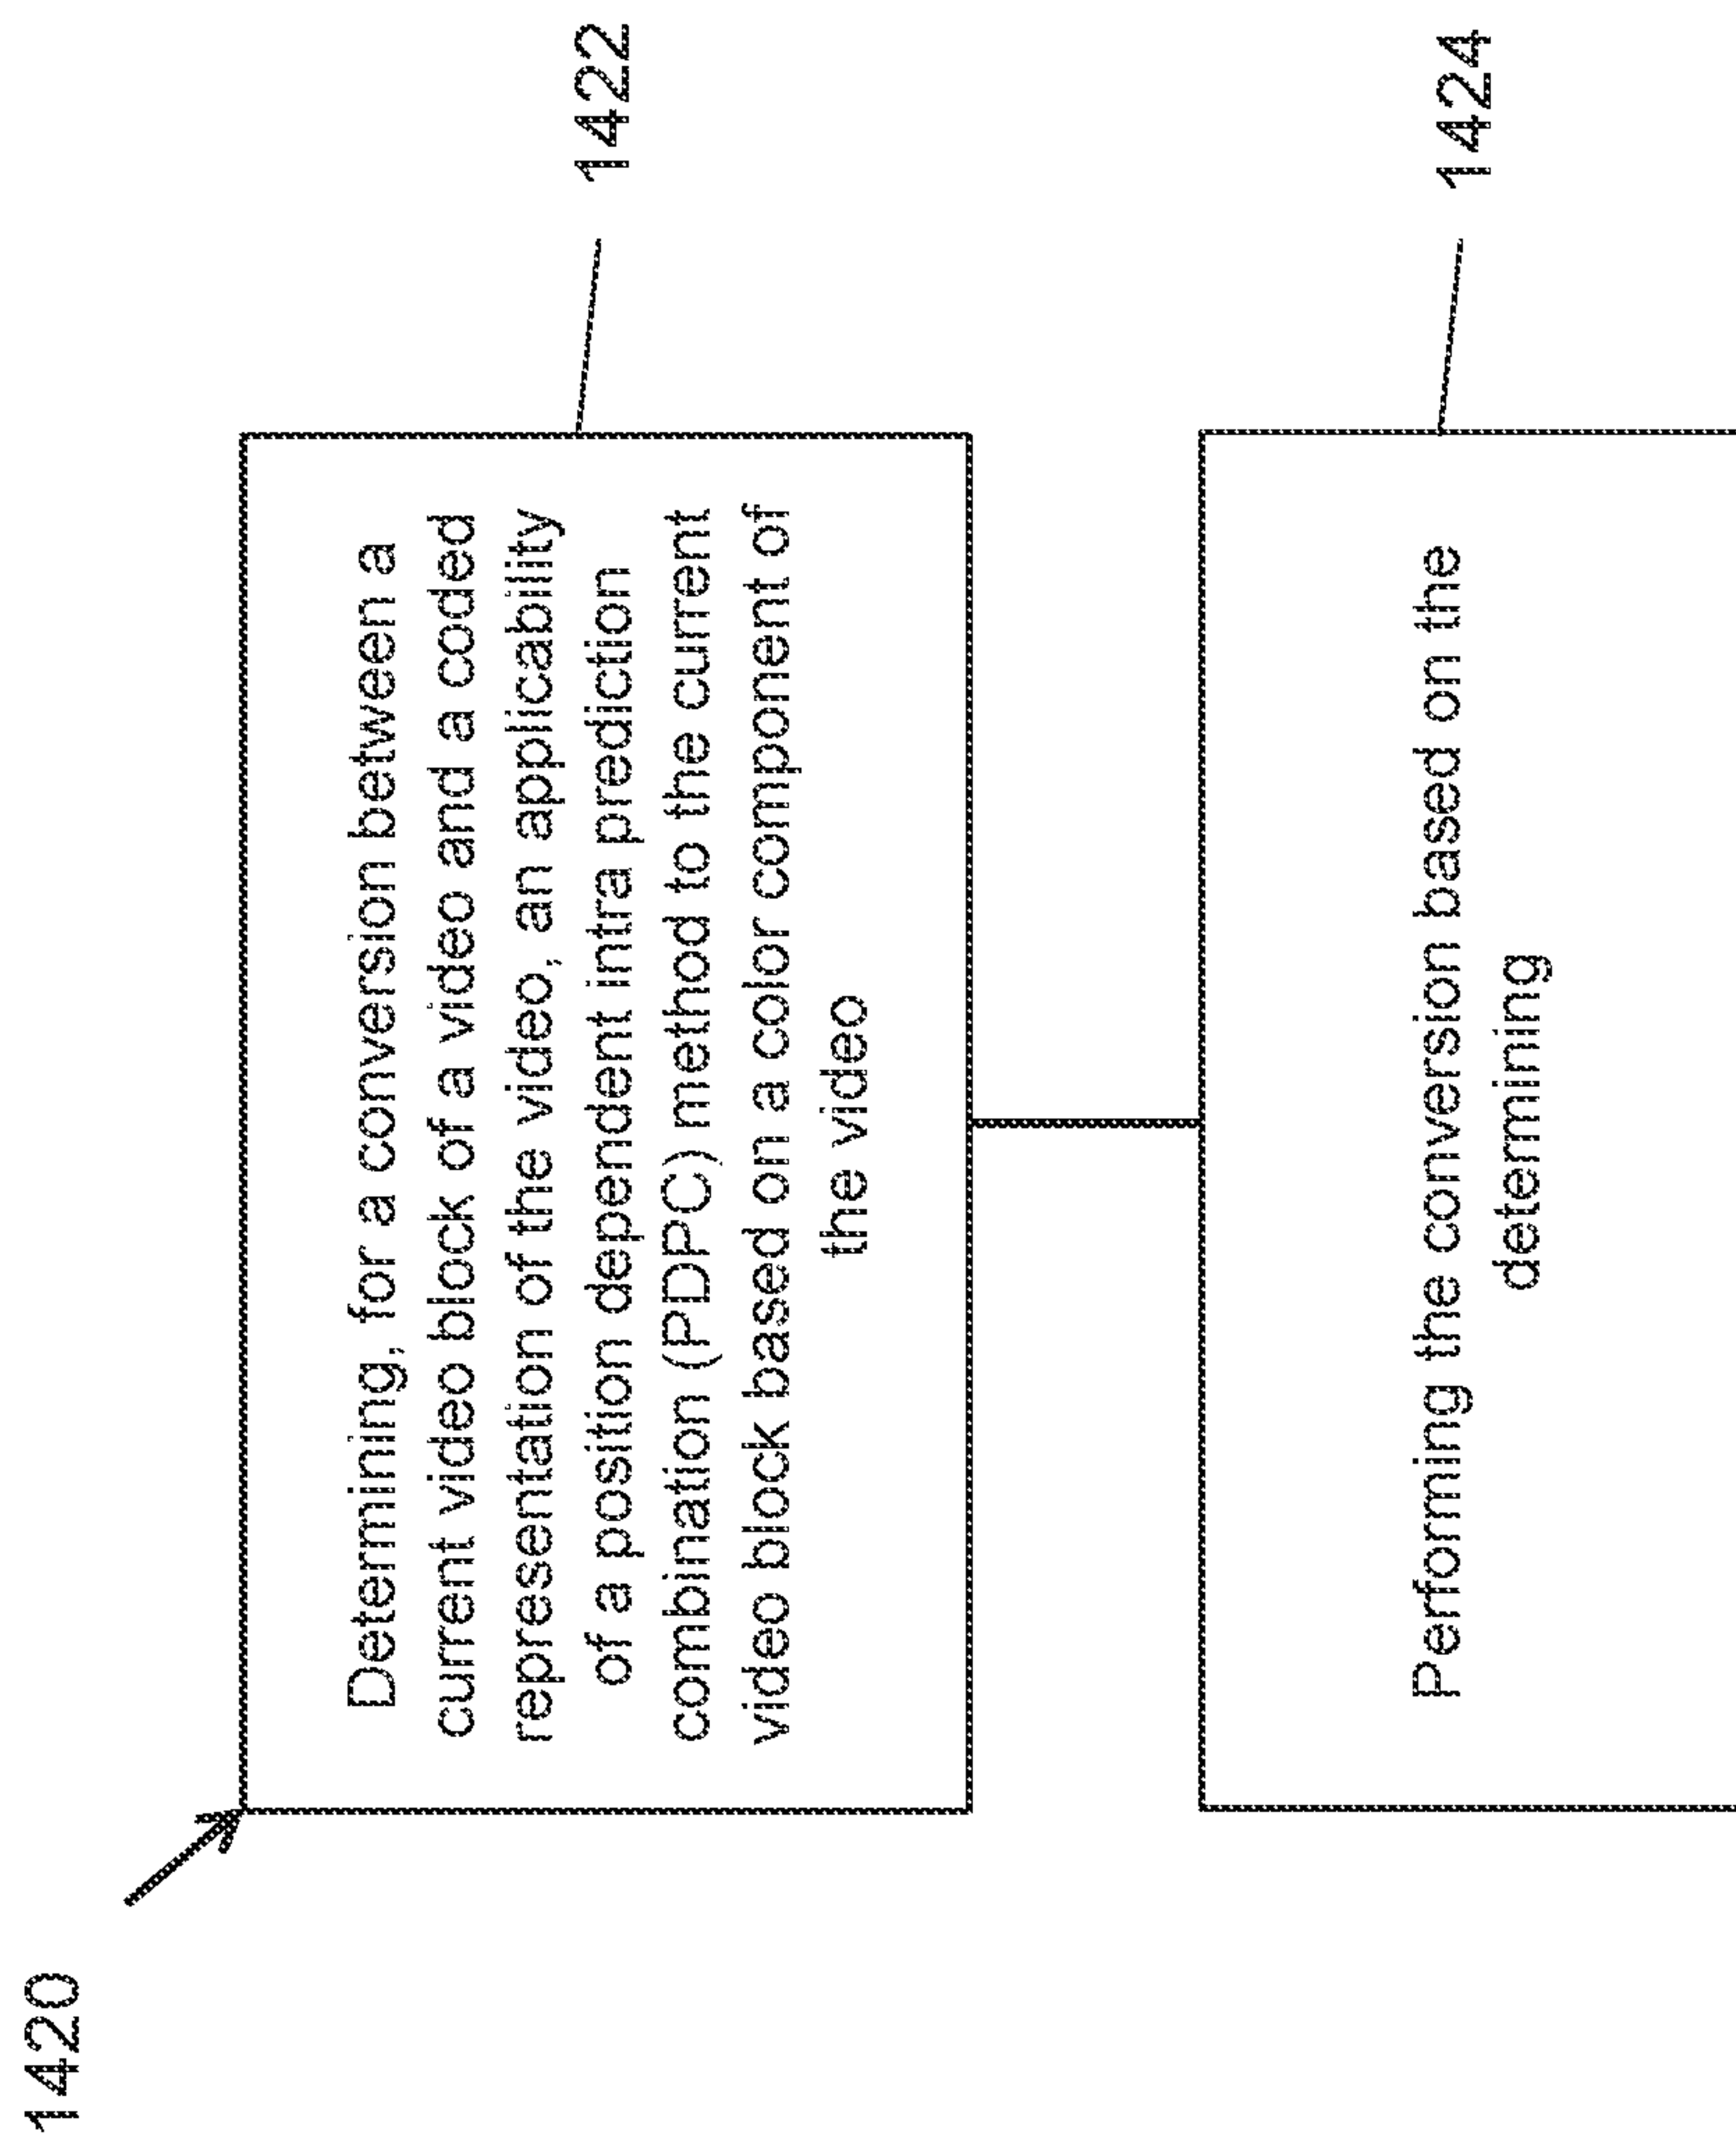 1420
Determining, for a conversion between a
current video block of a video and a coded
representation of the video, an applicability
of a position dependent intra prediction
combination (PDPC) method to the current
video block based on a color component of
the video
1422
Performing the conversion based on the
determining
1424